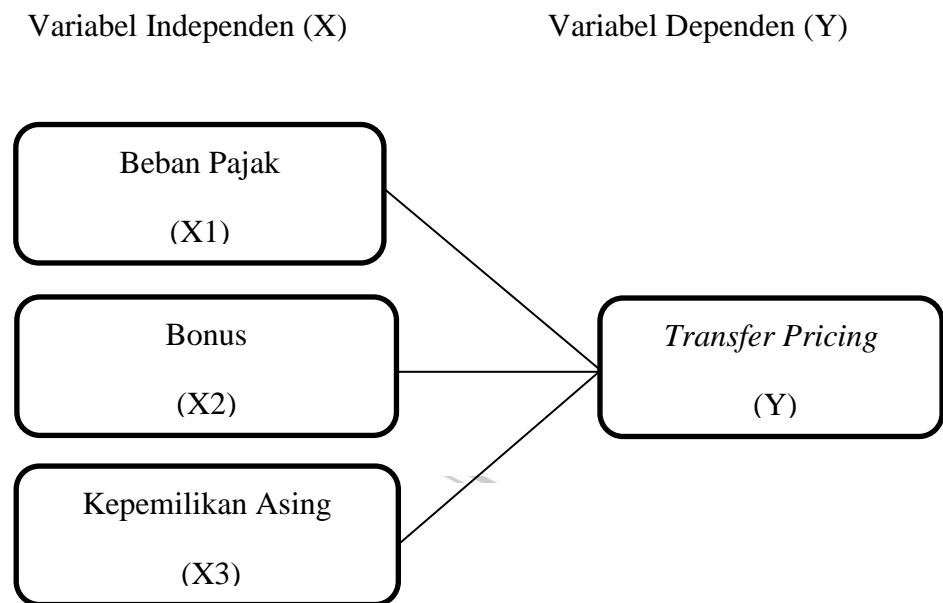 Variabel Independen (X) Variabel Dependen (Y)
Beban Pajak
(X1)
Bonus
(X2)
Kepemilikan Asing
(X3)
Transfer Pricing
(Y)